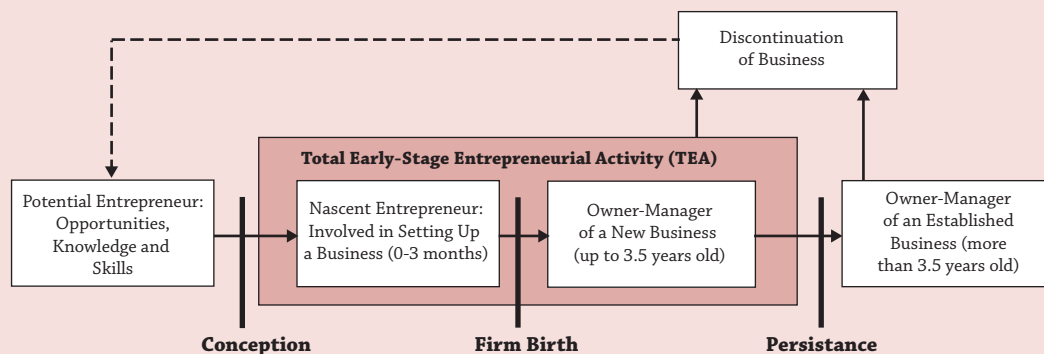 Discontinuation
of Business
Total Early-Stage Entrepreneurial Activity (TEA)
Potential Entrepreneur:
Opportunities,
Knowledge and
Skills
Nascent Entrepreneur:
Involved in Setting Up
a Business (0-3 months)
Owner-Manager
of a New Business
(up to 3.5 years old)
Owner-Manager
of an Established
Business (more
than 3.5 years old)
Conception
Firm Birth
Persistance